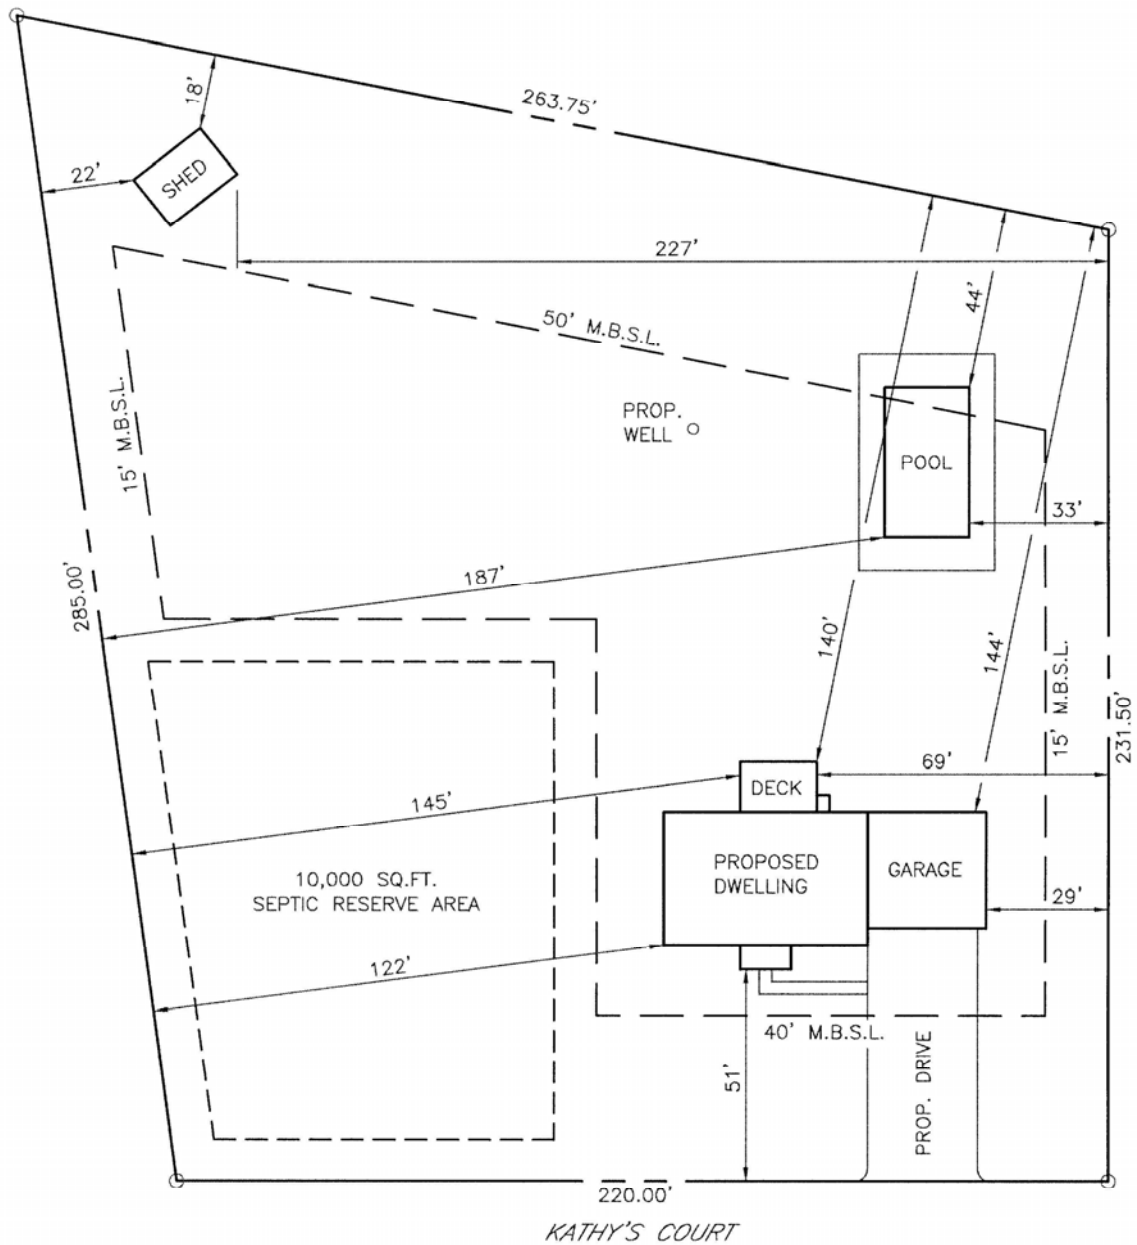 263.75'
18'
22'
SHED
227'
44'
50' M.B.S.L.
15' M.B.S.L.
PROP.
WELL
POOL
33'
187'
285.00'
140'
144'
15' M.B.S.L.
231.50'
69'
DECK
145'
PROPOSED
DWELLING
GARAGE
10,000 SQ.FT.
SEPTIC RESERVE AREA
29'
122'
40' M.B.S.L.
51'
PROP. DRIVE
220.00'
KATHY'S COURT